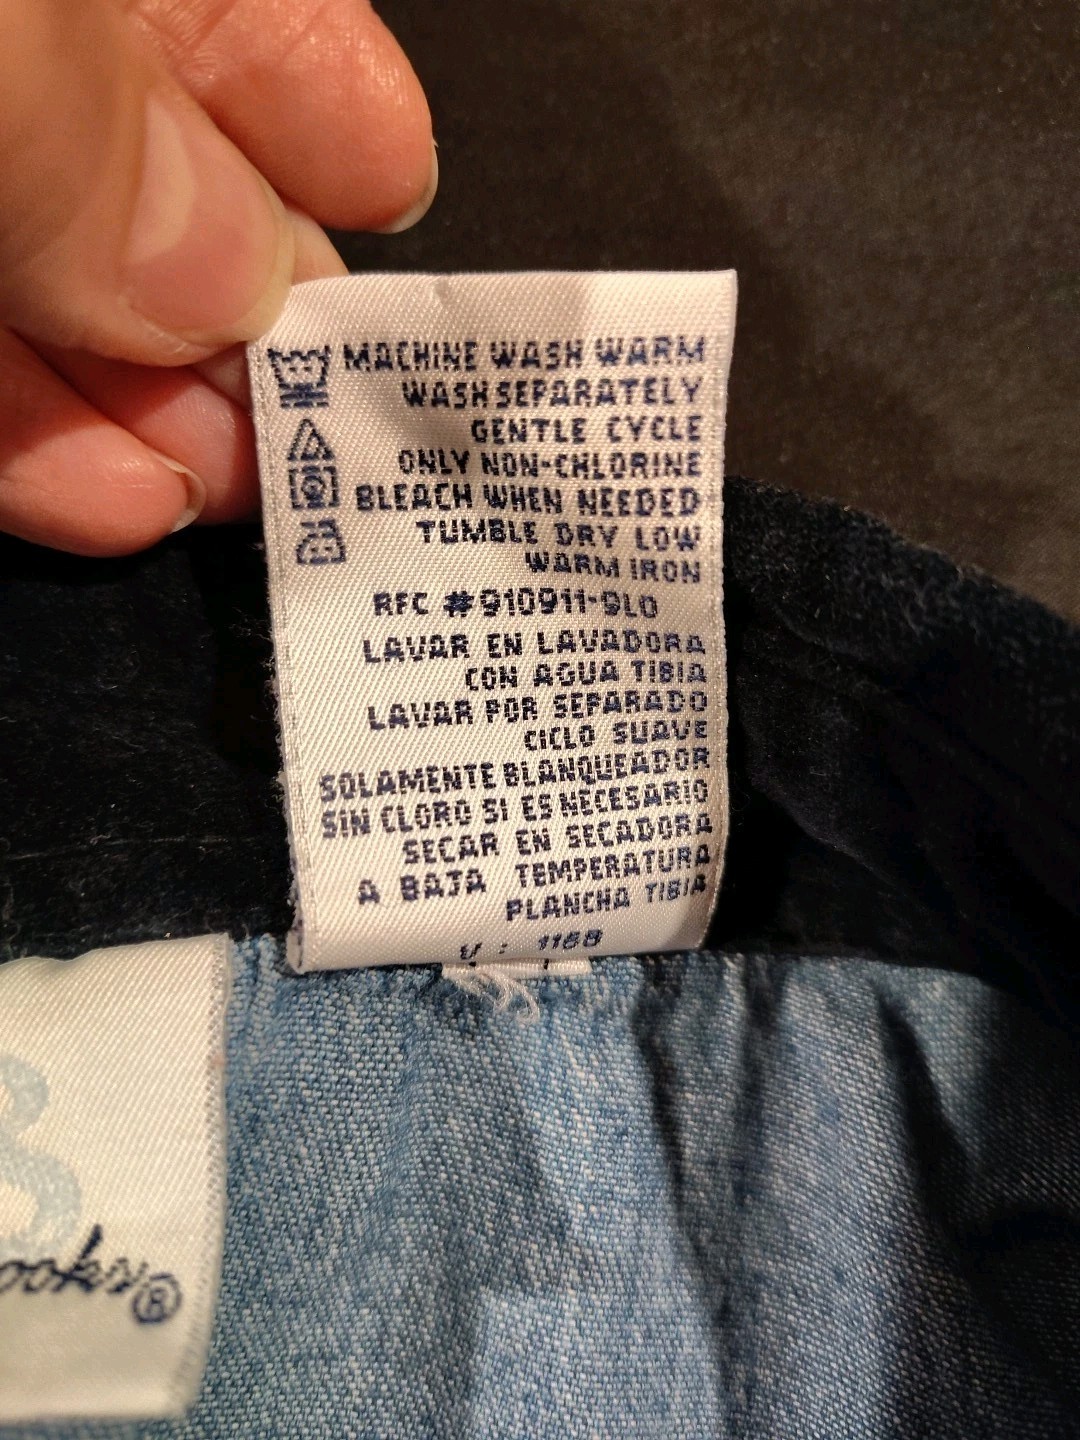 MACHINE WASH WARM
WASH SEPARATELY
GENTLE CYCLE
ONLY NON-CHLORINE
BLEACH WHEN NEEDED
TUMBLE DRY LOW
WARM IRON
RFC #910911-9LO
LAVAR EN LAVADORA
CON AGUA TIBIA
LAVAR POR SEPARADO
CICLO SUAVE
SOLAMENTE BLANQUEADOR
SIN CLORO SI ES NECESARIO
SECAR EN SECADORA
A BAJA TEMPERATURA
PLANCHA TIBIA
V : 1168